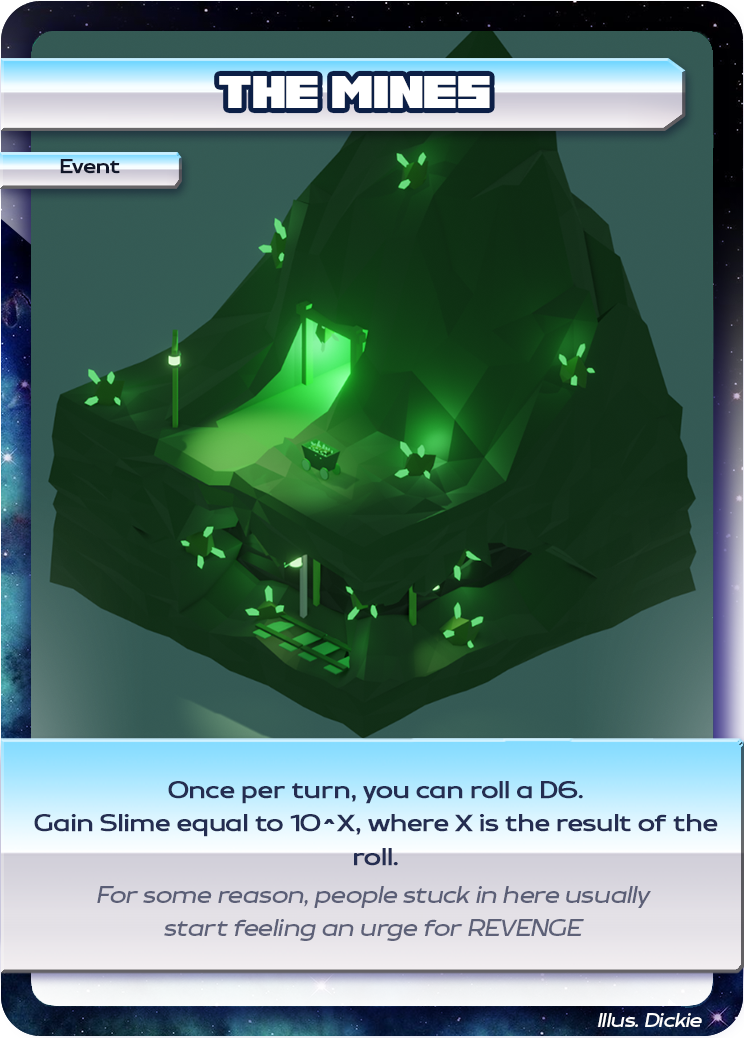 THE MINES
Event
Once per turn, you can roll a D6.
Gain Slime equal to 10^X, where X is the result of the
roll.
For some reason, people stuck in here usually
start feeling an urge for REVENGE
Illus. Dickie